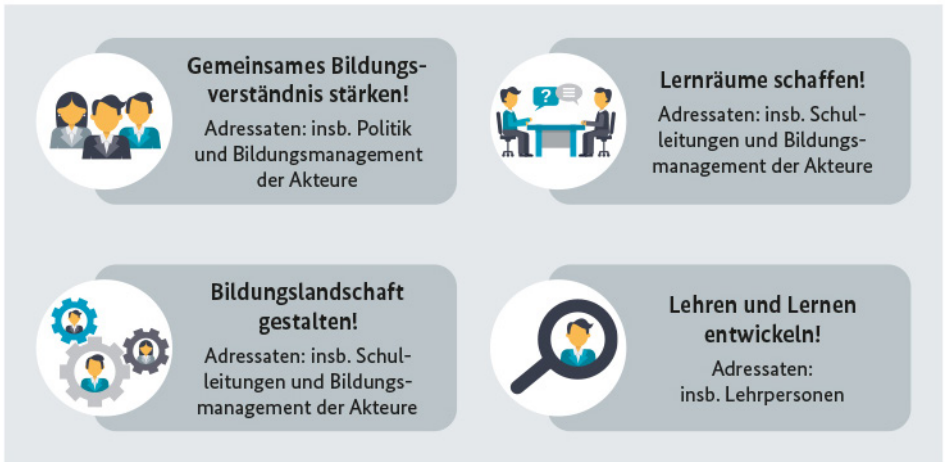 Gemeinsames Bildungs-
verständnis stärken!
Adressaten: insb. Politik
und Bildungsmanagement
der Akteure
Lernräume schaffen!
Adressaten: insb. Schul-
leitungen und Bildungs-
management der Akteure
Bildungslandschaft
gestalten!
Adressaten: insb. Schul-
leitungen und Bildungs-
management der Akteure
Lehren und Lernen
entwickeln!
Adressaten:
insb. Lehrpersonen